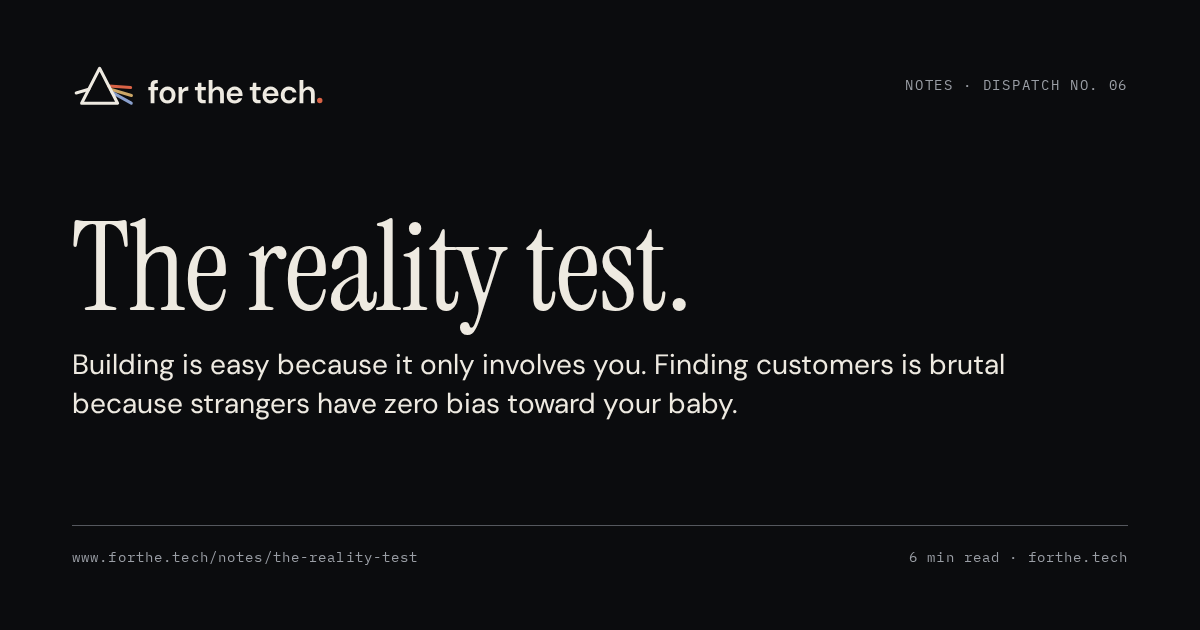 for the tech.
NOTES · DISPATCH NO. 06
The reality test.
Building is easy because it only involves you. Finding customers is brutal
because strangers have zero bias toward your baby.
www.forthe.tech/notes/the-reality-test
6 min read · forthe.tech